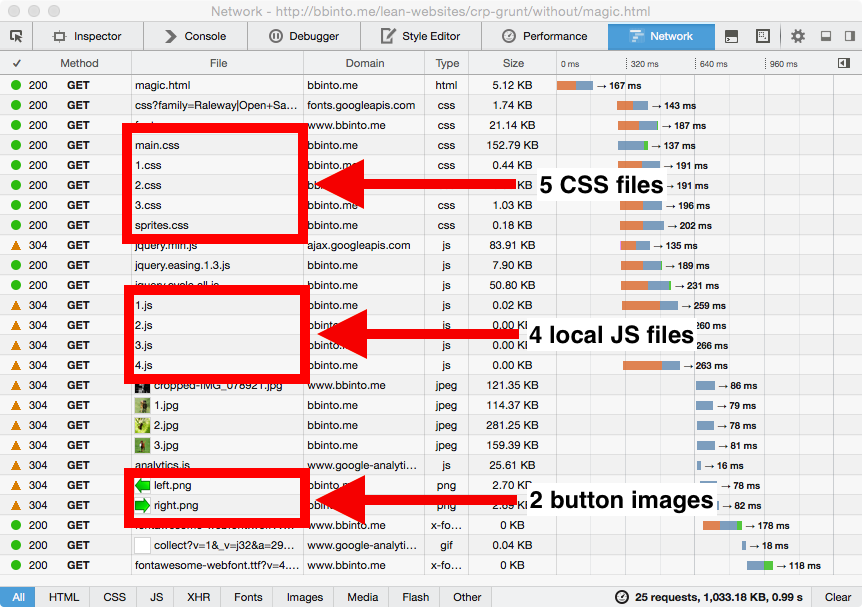 Network - http://bbinto.me/lean-websites/crp-grunt/without/magic.html
Inspector Console Debugger Style Editor Performance Network
✓ Method File Domain Type Size 0 ms 320 ms 640 ms 960 ms
200 GET magic.html bbinto.me html 5.12 KB → 167 ms
200 GET css?family=Raleway|Open+Sa... fonts.googleapis.com css 1.74 KB → 143 ms
200 GET www.bbinto.me css 21.14 KB → 187 ms
200 GET main.css bbinto.me css 152.79 KB → 137 ms
200 GET 1.css bbinto.me css 0.44 KB → 191 ms
200 GET 2.css KB → 191 ms
5 CSS files
200 GET 3.css bbinto.me css 1.03 KB → 196 ms
200 GET sprites.css bbinto.me css 0.18 KB → 202 ms
304 GET jquery.min.js ajax.googleapis.com js 83.91 KB → 135 ms
200 GET jquery.easing.1.3.js bbinto.me js 7.90 KB → 189 ms
200 GET jquery.cycle.all.js bbinto.me js 50.80 KB → 231 ms
304 GET 1.js bbinto.me js 0.02 KB → 259 ms
304 GET 2.js bbinto js 0.00 KB 260 ms
4 local JS files
304 GET 3.js bbinto.me js 0.00 KB 266 ms
304 GET 4.js bbinto.me js 0.00 KB → 263 ms
304 GET cropped-IMG_078921.jpg www.bbinto.me jpeg 121.35 KB → 86 ms
304 GET 1.jpg bbinto.me jpeg 114.37 KB → 79 ms
304 GET 2.jpg bbinto.me jpeg 281.25 KB → 78 ms
304 GET 3.jpg bbinto.me jpeg 159.39 KB → 81 ms
304 GET analytics.js www.google-analyti... js 25.61 KB → 16 ms
304 GET left.png bbinto.me png 2.70 KB → 78 ms
2 button images
304 GET right.png bbinto.me png 2.89 KB → 82 ms
200 GET www.bbinto.me x-fo... 0 KB → 178 ms
200 GET collect?v=1&_v=j32&a=29... www.google-analyti... gif 0.04 KB → 18 ms
200 GET fontawesome-webfont.ttf?v=4.... www.bbinto.me x-fo... 0 KB → 118 ms
All HTML CSS JS XHR Fonts Images Media Flash Other 25 requests, 1,033.18 KB, 0.99 s Clear